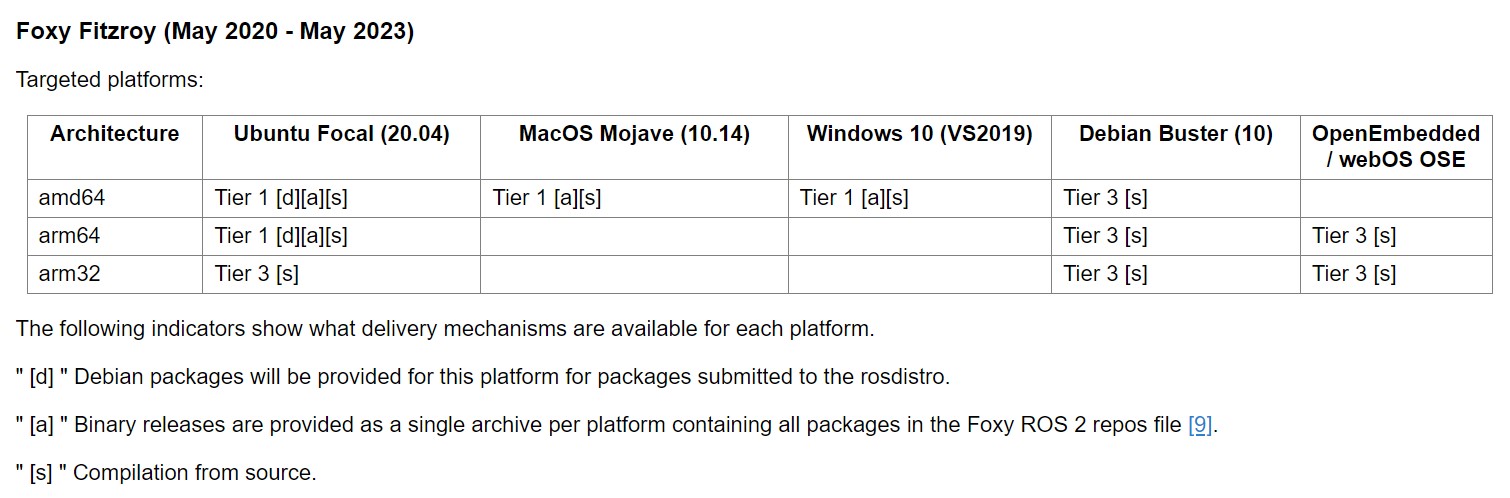 Foxy Fitzroy (May 2020 - May 2023)
Targeted platforms:
Architecture Ubuntu Focal (20.04) MacOS Mojave (10.14) Windows 10 (VS2019) Debian Buster (10) OpenEmbedded
/ webOS OSE
amd64 Tier 1 [d][a][s] Tier 1 [a][s] Tier 1 [a][s] Tier 3 [s]
arm64 Tier 1 [d][a][s] Tier 3 [s] Tier 3 [s]
arm32 Tier 3 [s] Tier 3 [s] Tier 3 [s]
The following indicators show what delivery mechanisms are available for each platform.
" [d] " Debian packages will be provided for this platform for packages submitted to the rosdistro.
" [a] " Binary releases are provided as a single archive per platform containing all packages in the Foxy ROS 2 repos file [9].
" [s] " Compilation from source.